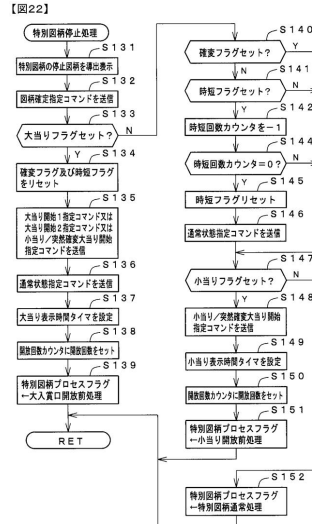 【図22】
特別図柄停止処理
S131
特別図柄の停止図柄を導出表示
S132
図柄確定指定コマンドを送信
S133
大当りフラグセット?
N
Y
S134
確変フラグ及び時短フラグ
をリセット
S135
大当り開始1指定コマンド又は
大当り開始2指定コマンド又は
小当り/突然確変大当り開始
指定コマンドを送信
S136
通常状態指定コマンドを送信
S137
大当り表示時間タイマを設定
S138
開放回数カウンタに開放回数をセット
S139
特別図柄プロセスフラグ
←大入賞口開放前処理
RET
S140
確変フラグセット?
Y
N
S141
時短フラグセット?
N
Y
S142
時短回数カウンタを-1
S144
時短回数カウンタ=0?
N
Y
S145
時短フラグリセット
S146
通常状態指定コマンドを送信
S147
小当りフラグセット?
N
Y
S148
小当り/突然確変大当り開始
指定コマンドを送信
S149
小当り表示時間タイマを設定
S150
開放回数カウンタに開放回数をセット
S151
特別図柄プロセスフラグ
←小当り開放前処理
S152
特別図柄プロセスフラグ
←特別図柄通常処理